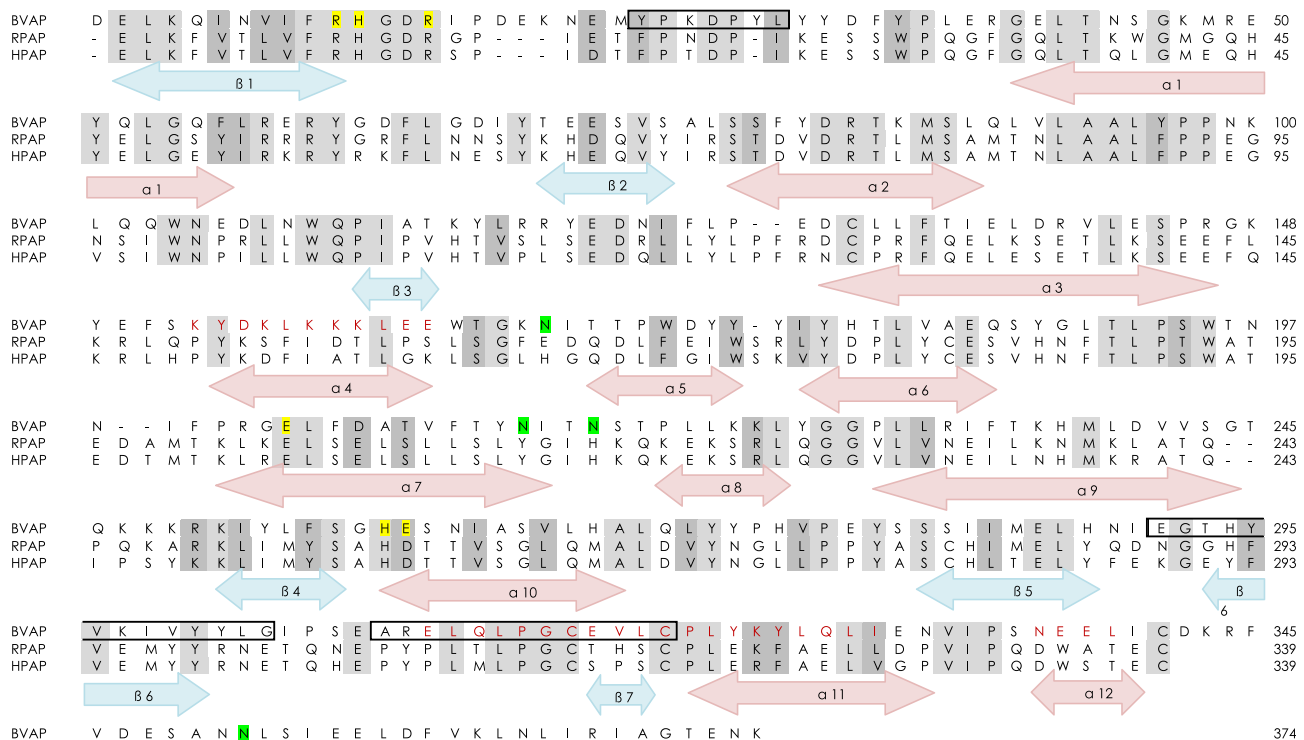 BVAP D E L K Q I N V I F R H G D R I P D E K N E M Y P K D P Y L Y Y D F Y P L E R G E L T N S G K M R E 50
RPAP - E L K F V T L V F R H G D R G P - - - I E T F P N D P - I K E S S W P Q G F G Q L T K W G M G Q H 45
HPAP - E L K F V T L V F R H G D R S P - - - I D T F P T D P - I K E S S W P Q G F G Q L T Q L G M E Q H 45
ß 1 α 1
BVAP Y Q L G Q F L R E R Y G D F L G D I Y T E E S V S A L S S F Y D R T K M S L Q L V L A A L Y P P N K 100
RPAP Y E L G S Y I R R R Y G R F L N N S Y K H D Q V Y I R S T D V D R T L M S A M T N L A A L F P P E G 95
HPAP Y E L G E Y I R K R Y R K F L N E S Y K H E Q V Y I R S T D V D R T L M S A M T N L A A L F P P E G 95
α 1 ß 2 α 2
BVAP L Q Q W N E D L N W Q P I A T K Y L R R Y E D N I F L P - - E D C L L F T I E L D R V L E S P R G K 148
RPAP N S I W N P R L L W Q P I P V H T V S L S E D R L L Y L P F R D C P R F Q E L K S E T L K S E E F L 145
HPAP V S I W N P I L L W Q P I P V H T V P L S E D Q L L Y L P F R N C P R F Q E L E S E T L K S E E F Q 145
ß 3 α 3
BVAP Y E F S K Y D K L K K K L E E W T G K N I T T P W D Y Y - Y I Y H T L V A E Q S Y G L T L P S W T N 197
RPAP K R L Q P Y K S F I D T L P S L S G F E D Q D L F E I W S R L Y D P L Y C E S V H N F T L P T W A T 195
HPAP K R L H P Y K D F I A T L G K L S G L H G Q D L F G I W S K V Y D P L Y C E S V H N F T L P S W A T 195
α 4 α 5 α 6
BVAP N - I F P R G E L F D A T V F T Y N I T N S T P L L K K L Y G G P L L R I F T K H M L D V V S G T 245
RPAP E D A M T K L K E L S E L S L L S L Y G I H K Q K E K S R L Q G G V L V N E I L K N M K L A T Q - - 243
HPAP E D T M T K L R E L S E L S L L S L Y G I H K Q K E K S R L Q G G V L V N E I L N H M K R A T Q - - 243
α 7 α 8 α 9
BVAP Q K K K R K I Y L F S G H E S N I A S V L H A L Q L Y Y P H V P E Y S S S I I M E L H N I E G T H Y 295
RPAP P Q K A R K L I M Y S A H D T T V S G L Q M A L D V Y N G L L P P Y A S C H I M E L Y Q D N G G H F 293
HPAP I P S Y K K L I M Y S A H D T T V S G L Q M A L D V Y N G L L P P Y A S C H L T E L Y F E K G E Y F 293
ß 4 α 10 ß 5 ß 6
BVAP V K I V Y Y L G I P S E A R E L Q L P G C E V L C P L Y K Y L Q L I E N V I P S N E E L I C D K R F 345
RPAP V E M Y Y R N E T Q N E P Y P L T L P G C T H S C P L E K F A E L L D P V I P Q D W A T E C 339
HPAP V E M Y Y R N E T Q H E P Y P L M L P G C S P S C P L E R F A E L V G P V I P Q D W S T E C 339
ß 6 ß 7 α 11 α 12
BVAP V D E S A N N L S I E E L D F V K L N L I R I A G T E N K 374